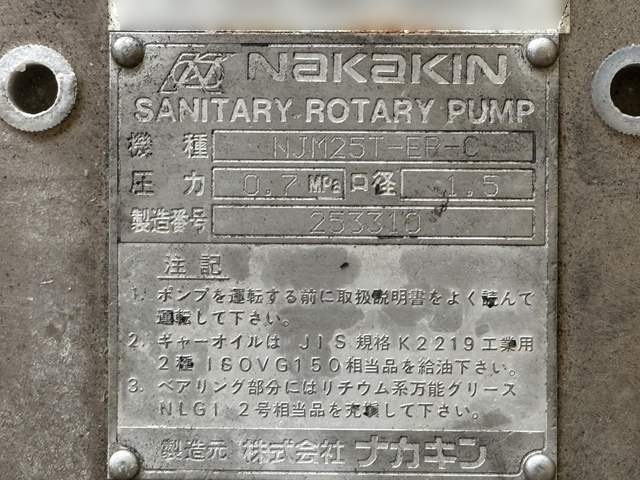 NAKAKIN
SANITARY ROTARY PUMP
機種 NJM25T-ER-C
圧力 0.7 MPa 口径 1.5
製造番号 253310
注記
1. ポンプを運転する前に取扱説明書をよく読んで
運転して下さい。
2. ギャーオイルは JIS 規格 K2219 工業用
2種 ISOVG150相当品を給油下さい。
3. ベアリング部分にはリチウム系万能グリース
NLGI 2号相当品を充填して下さい。
製造元 株式会社 ナカキン